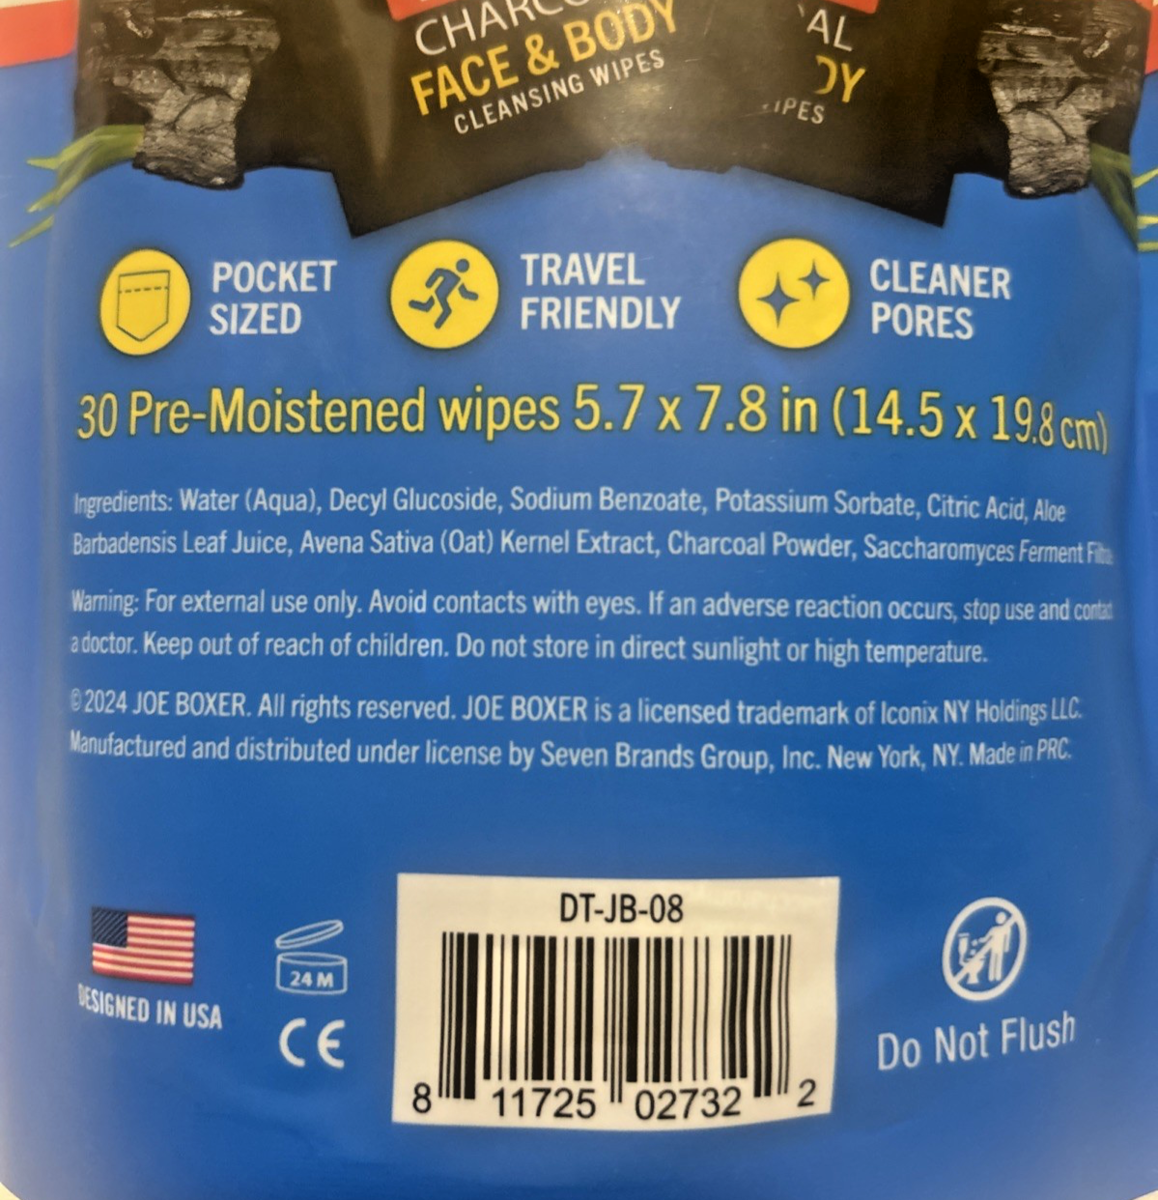 CHARCO
FACE & BODY
CLEANSING WIPES
AL
DY
IPES
POCKET
SIZED
TRAVEL
FRIENDLY
CLEANER
PORES
30 Pre-Moistened wipes 5.7 x 7.8 in (14.5 x 19.8 cm)
Ingredients: Water (Aqua), Decyl Glucoside, Sodium Benzoate, Potassium Sorbate, Citric Acid, Aloe
Barbadensis Leaf Juice, Avena Sativa (Oat) Kernel Extract, Charcoal Powder, Saccharomyces Ferment
Warning: For external use only. Avoid contacts with eyes. If an adverse reaction occurs, stop use and contact
a doctor. Keep out of reach of children. Do not store in direct sunlight or high temperature.
© 2024 JOE BOXER. All rights reserved. JOE BOXER is a licensed trademark of Iconix NY Holdings LLC.
Manufactured and distributed under license by Seven Brands Group, Inc. New York, NY. Made in PRC.
DESIGNED IN USA
24 M
CE
DT-JB-08
8 11725 02732 2
Do Not Flush